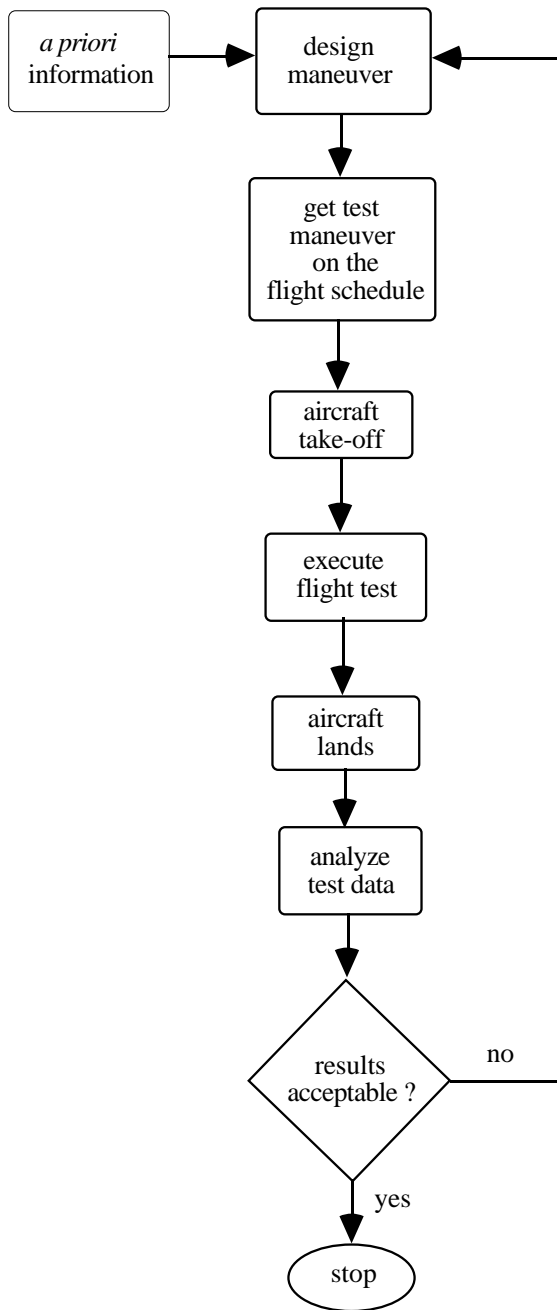 a priori
information
design
maneuver
get test
maneuver
on the
flight schedule
aircraft
take-off
execute
flight test
aircraft
lands
analyze
test data
results
acceptable ?
no
yes
stop